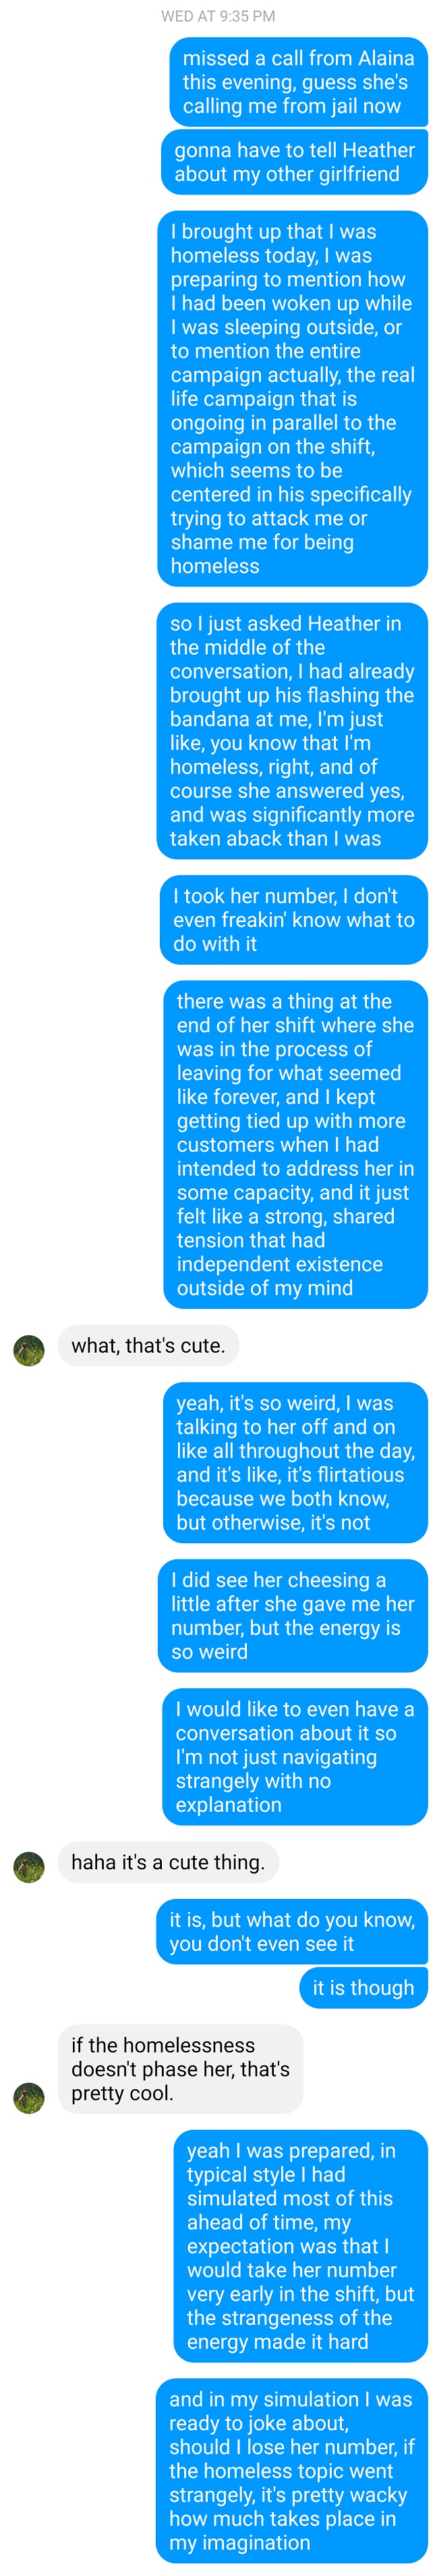 WED AT 9:35 PM
missed a call from Alaina
this evening, guess she's
calling me from jail now
gonna have to tell Heather
about my other girlfriend
I brought up that I was
homeless today, I was
preparing to mention how
I had been woken up while
I was sleeping outside, or
to mention the entire
campaign actually, the real
life campaign that is
ongoing in parallel to the
campaign on the shift,
which seems to be
centered in his specifically
trying to attack me or
shame me for being
homeless
so I just asked Heather in
the middle of the
conversation, I had already
brought up his flashing the
bandana at me, I'm just
like, you know that I'm
homeless, right, and of
course she answered yes,
and was significantly more
taken aback than I was
I took her number, I don't
even freakin' know what to
do with it
there was a thing at the
end of her shift where she
was in the process of
leaving for what seemed
like forever, and I kept
getting tied up with more
customers when I had
intended to address her in
some capacity, and it just
felt like a strong, shared
tension that had
independent existence
outside of my mind
what, that's cute.
yeah, it's so weird, I was
talking to her off and on
like all throughout the day,
and it's like, it's flirtatious
because we both know,
but otherwise, it's not
I did see her cheesing a
little after she gave me her
number, but the energy is
so weird
I would like to even have a
conversation about it so
I'm not just navigating
strangely with no
explanation
haha it's a cute thing.
it is, but what do you know,
you don't even see it
it is though
if the homelessness
doesn't phase her, that's
pretty cool.
yeah I was prepared, in
typical style I had
simulated most of this
ahead of time, my
expectation was that I
would take her number
very early in the shift, but
the strangeness of the
energy made it hard
and in my simulation I was
ready to joke about,
should I lose her number, if
the homeless topic went
strangely, it's pretty wacky
how much takes place in
my imagination